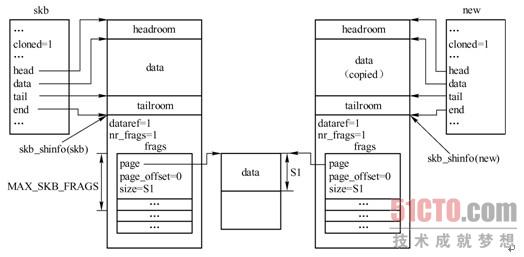 skb
…
cloned=1
…
head
data
tail
end
…
skb_shinfo(skb)
MAX_SKB_FRAGS
headroom
data
tailroom
dataref=1
nr_frags=1
frags
page
page_offset=0
size=S1
…
…
data
S1
headroom
data
(copied)
tailroom
dataref=1
nr_frags=1
frags
page
page_offset=0
size=S1
…
…
new
…
cloned=1
…
head
data
tail
end
…
skb_shinfo(new)
51CTO.com
技术成就梦想